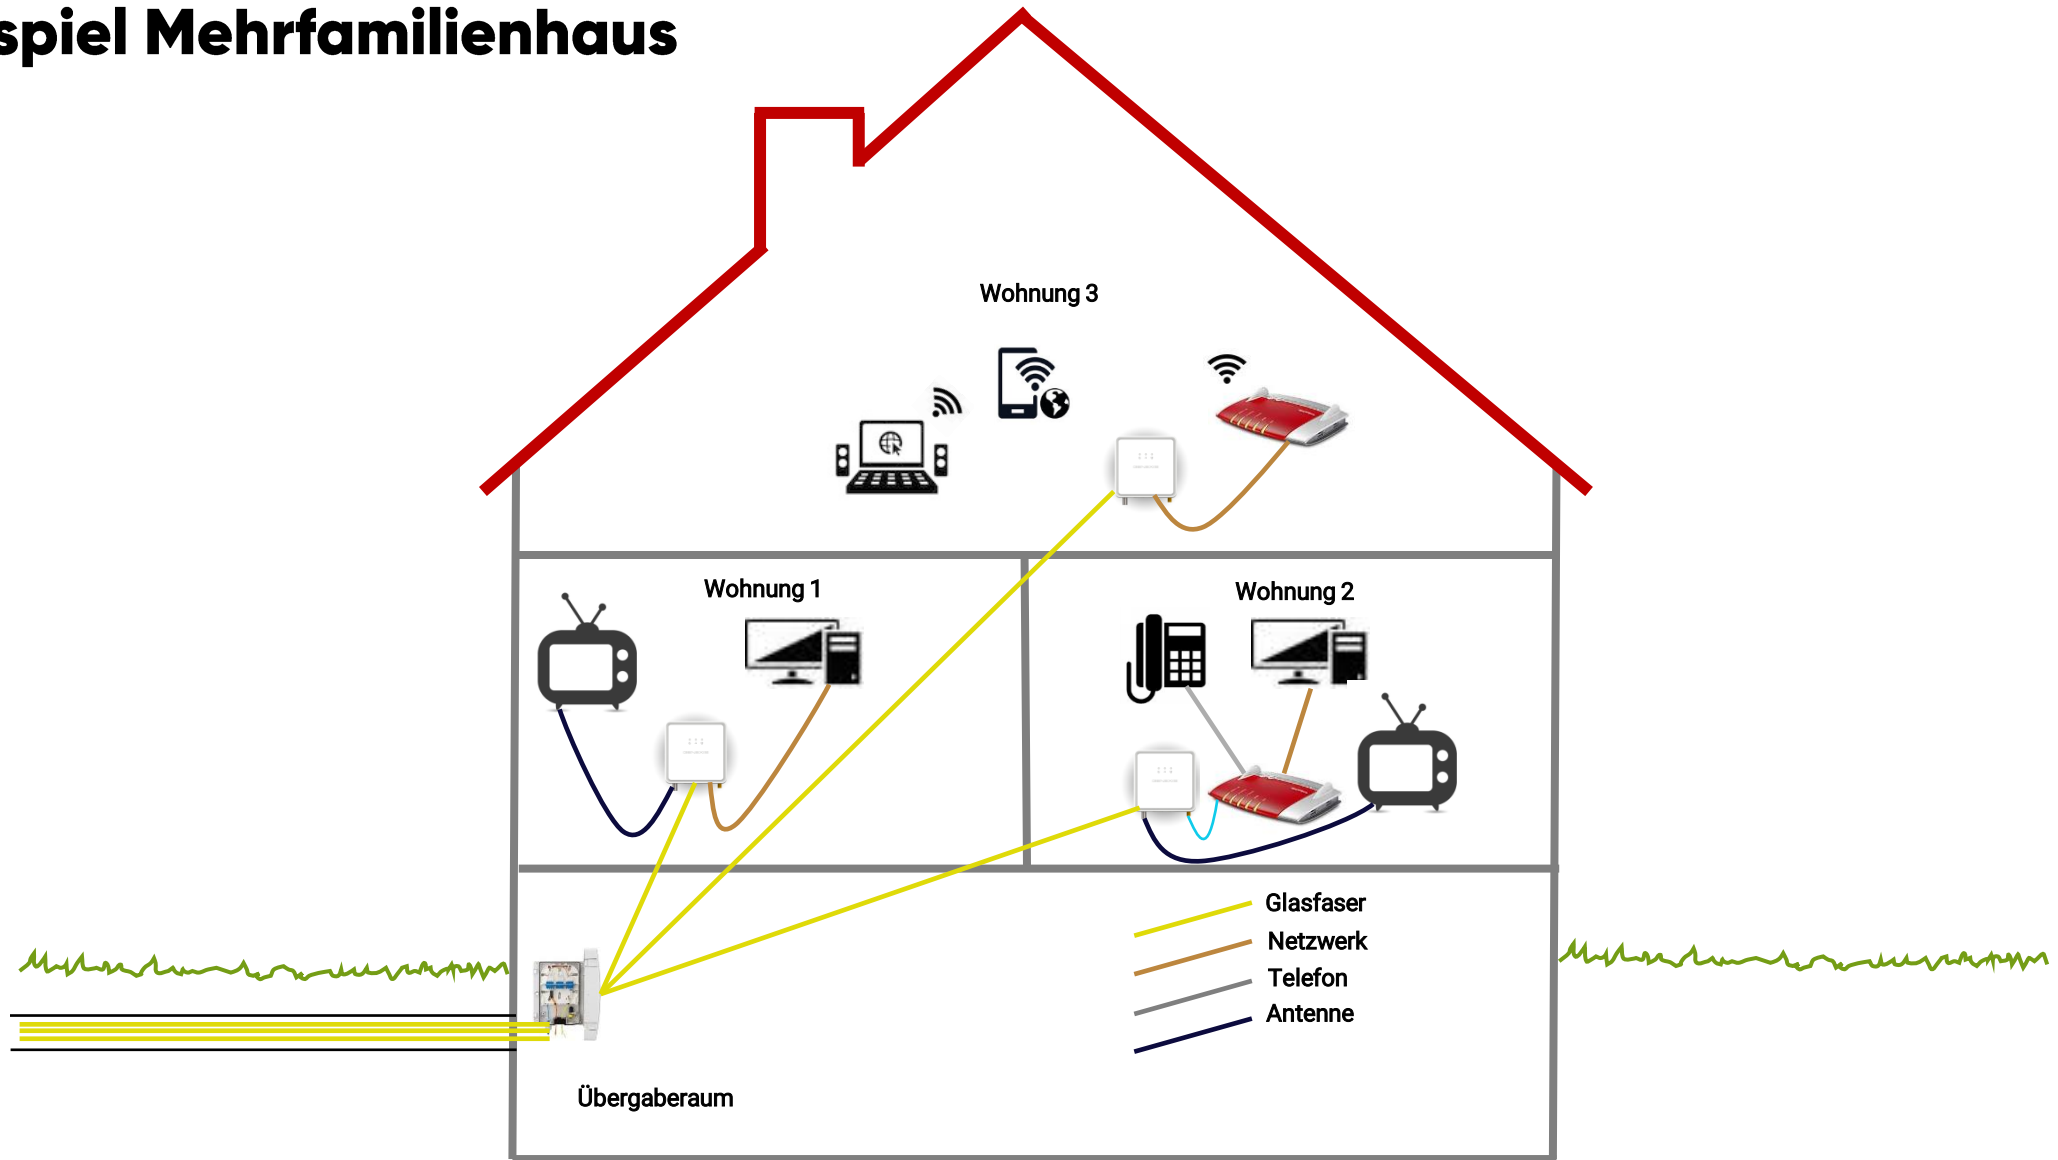 spiel Mehrfamilienhaus
Wohnung 3
Wohnung 1
Wohnung 2
Glasfaser
Netzwerk
Telefon
Antenne
Übergaberaum